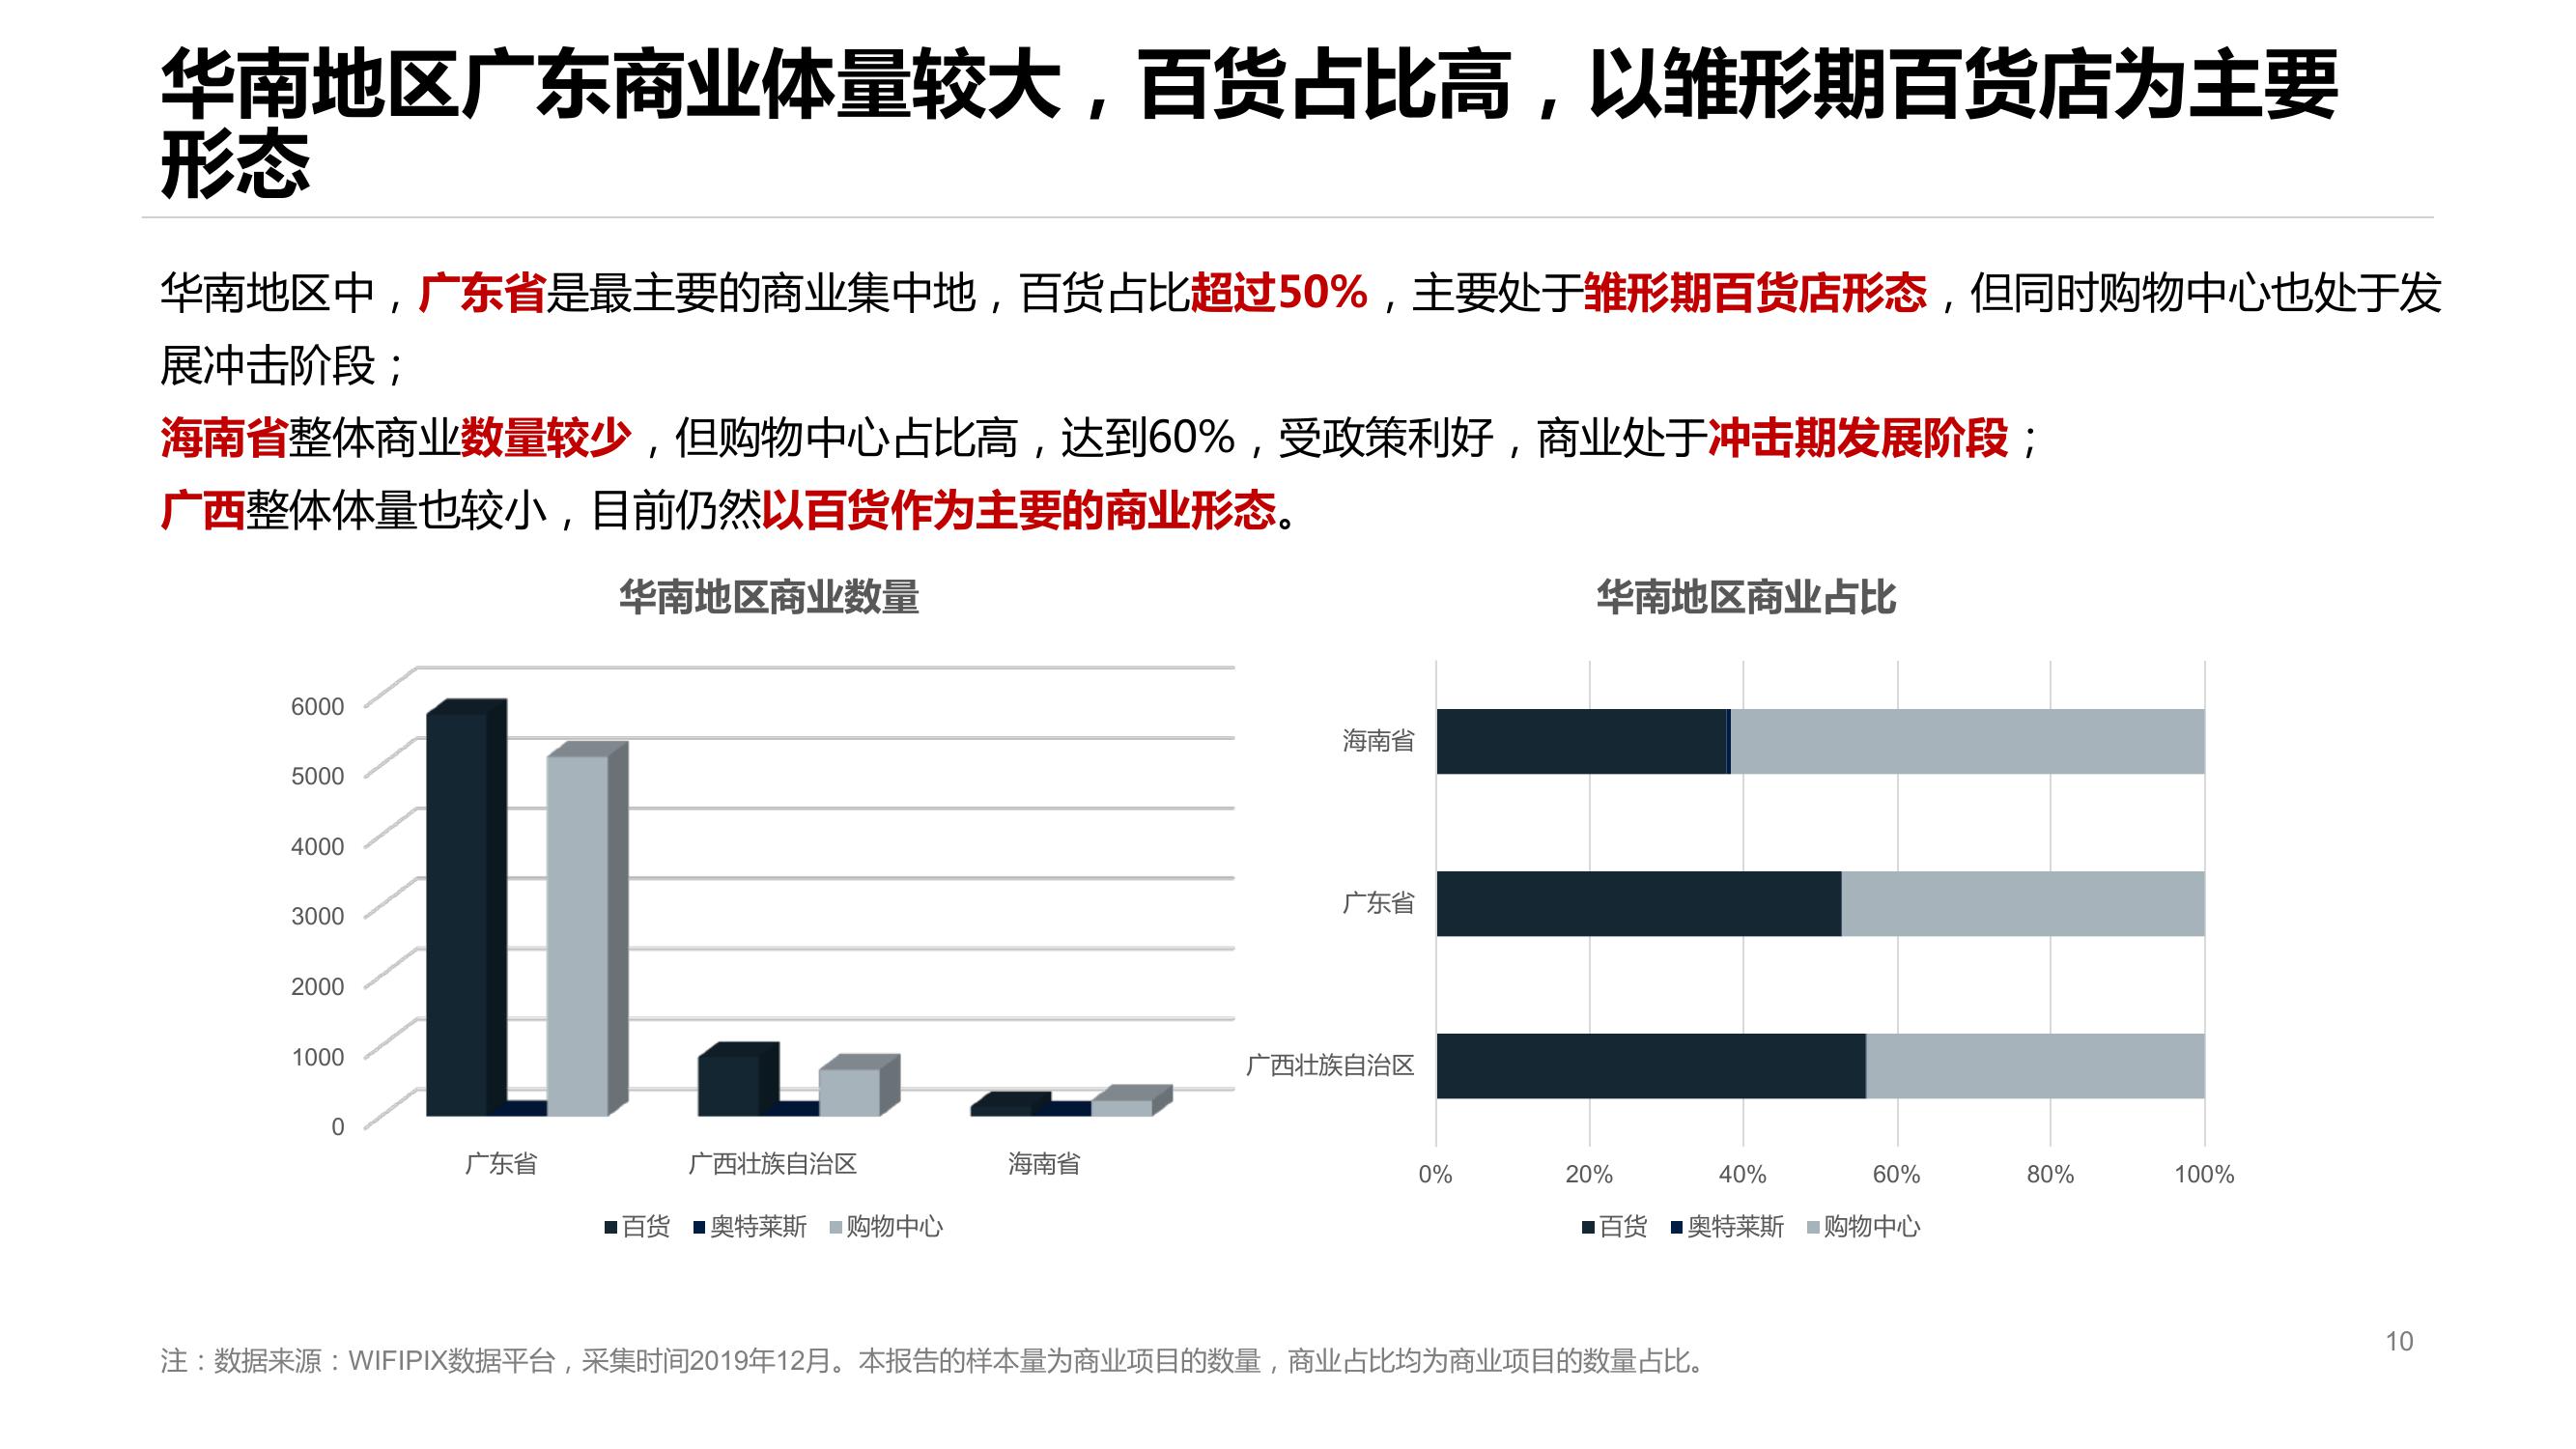 华南地区广东商业体量较大，百货占比高，以雏形期百货店为主要
形态
华南地区中，广东省是最主要的商业集中地，百货占比超过50%，主要处于雏形期百货店形态，但同时购物中心也处于发
展冲击阶段；
海南省整体商业数量较少，但购物中心占比高，达到60%，受政策利好，商业处于冲击期发展阶段；
广西整体体量也较小，目前仍然以百货作为主要的商业形态。
华南地区商业数量
6000
5000
4000
3000
2000
1000
0
广东省 广西壮族自治区 海南省
百货 奥特莱斯 购物中心
华南地区商业占比
海南省
广东省
广西壮族自治区
0% 20% 40% 60% 80% 100%
百货 奥特莱斯 购物中心
注：数据来源：WIFIPIX数据平台，采集时间2019年12月。本报告的样本量为商业项目的数量，商业占比均为商业项目的数量占比。
10